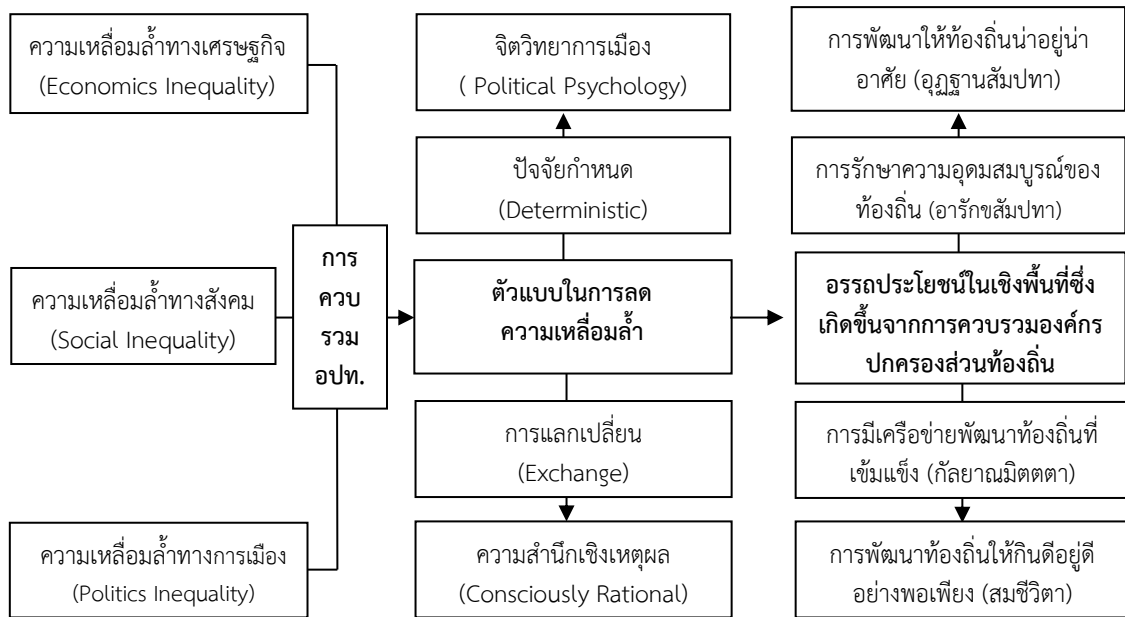 ความเหลื่อมล้ำทางเศรษฐกิจ
(Economics Inequality)
ความเหลื่อมล้ำทางสังคม
(Social Inequality)
ความเหลื่อมล้ำทางการเมือง
(Politics Inequality)
การ
ควบ
รวม
อปท.
จิตวิทยาการเมือง
( Political Psychology)
ปัจจัยกำหนด
(Deterministic)
ตัวแบบในการลด
ความเหลื่อมล้ำ
การแลกเปลี่ยน
(Exchange)
ความสำนึกเชิงเหตุผล
(Consciously Rational)
การพัฒนาให้ท้องถิ่นน่าอยู่น่า
อาศัย (อุฏฐานสัมปทา)
การรักษาความอุดมสมบูรณ์ของ
ท้องถิ่น (อารักขสัมปทา)
อรรถประโยชน์ในเชิงพื้นที่ซึ่ง
เกิดขึ้นจากการควบรวมองค์กร
ปกครองส่วนท้องถิ่น
การมีเครือข่ายพัฒนาท้องถิ่นที่
เข้มแข็ง (กัลยาณมิตตตา)
การพัฒนาท้องถิ่นให้กินดีอยู่ดี
อย่างพอเพียง (สมชีวิตา)